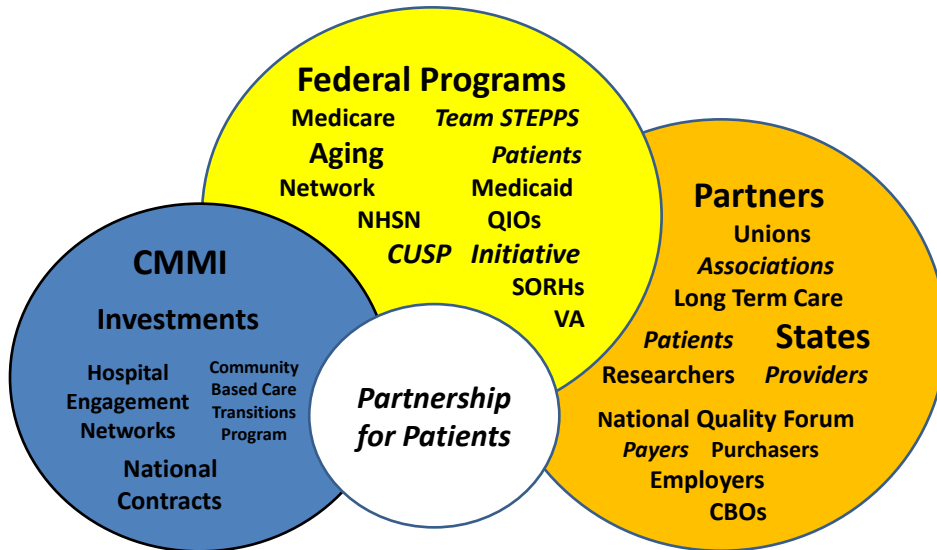 Federal Programs
Medicare Team STEPPS
Aging Patients
Network Medicaid
NHSN QIOs
CUSP Initiative
SORHs
VA
CMMI
Investments
Hospital
Engagement
Networks
Community
Based Care
Transitions
Program
National
Contracts
Partnership
for Patients
Partners
Unions
Associations
Long Term Care
Patients States
Researchers Providers
National Quality Forum
Payers Purchasers
Employers
CBOs